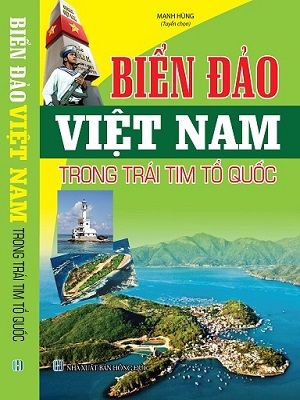 MẠNH HÙNG
(Tuyển chọn)
BIỂN ĐẢO
VIỆT NAM
TRONG TRÁI TIM TỔ QUỐC
NHÀ XUẤT BẢN HỒNG ĐỨC
BIỂN ĐẢO VIỆT NAM
TRONG TRÁI TIM TỔ QUỐC